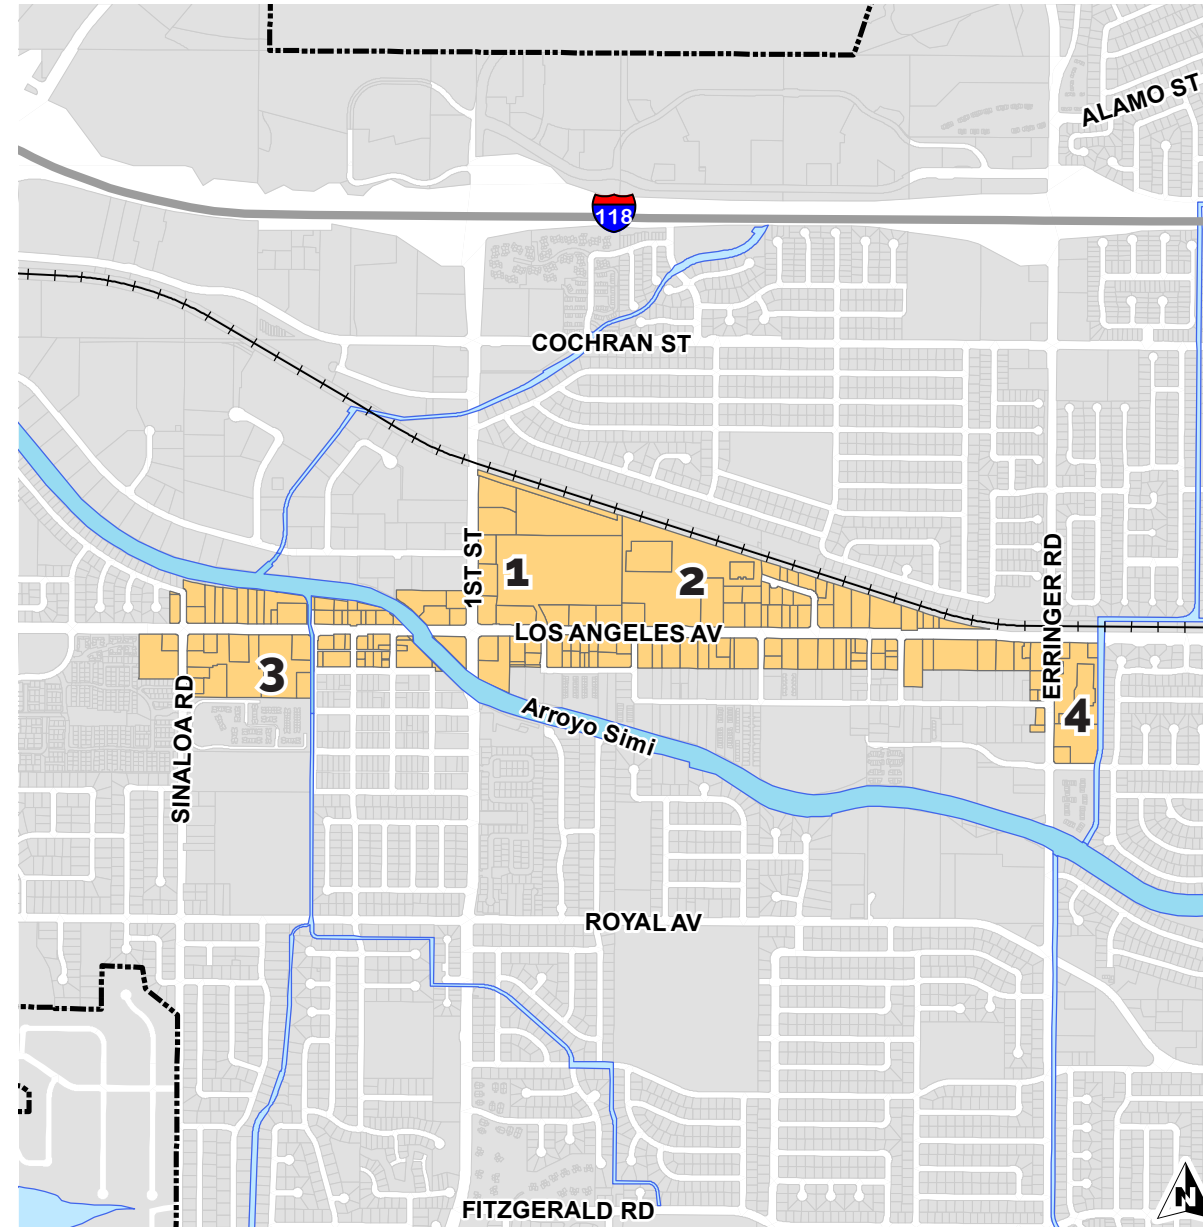 ALAMO ST
118
COCHRAN ST
1ST ST
1
2
ERRINGER RD
LOS ANGELES AV
3
SINALOA RD
Arroyo Simi
4
ROYAL AV
FITZGERALD RD
N